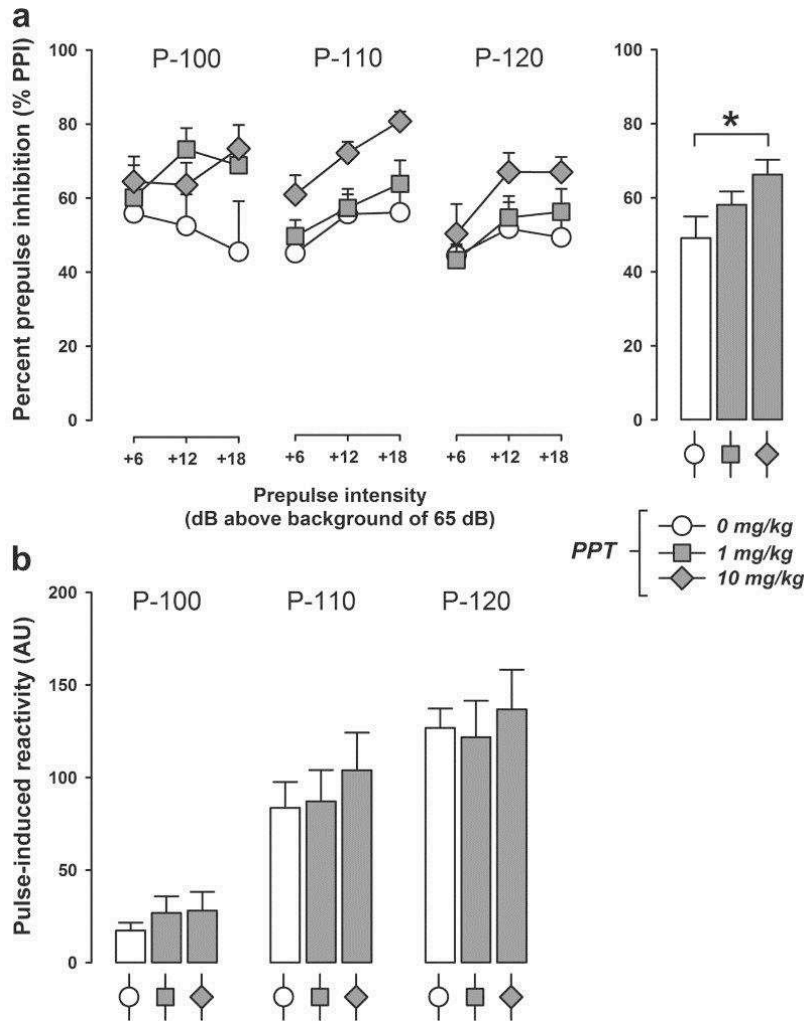 a
P-100 P-110 P-120
Percent prepulse inhibition (% PPI)
100
80
60
40
20
0
+6 +12 +18 +6 +12 +18 +6 +12 +18
Prepulse intensity
(dB above background of 65 dB)
100
80
60
40
20
0
*
PPT
0 mg/kg
1 mg/kg
10 mg/kg
b
P-100 P-110 P-120
Pulse-induced reactivity (AU)
200
150
100
50
0